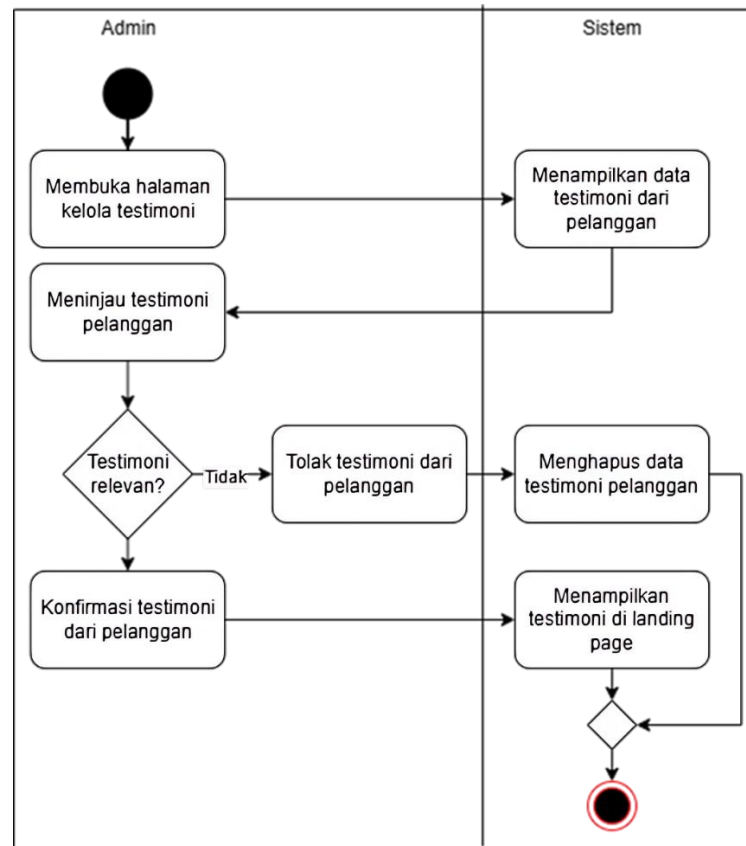 Admin
Sistem
Membuka halaman
kelola testimoni
Menampilkan data
testimoni dari
pelanggan
Meninjau testimoni
pelanggan
Testimoni
relevan?
Tidak
Tolak testimoni dari
pelanggan
Menghapus data
testimoni pelanggan
Konfirmasi testimoni
dari pelanggan
Menampilkan
testimoni di landing
page